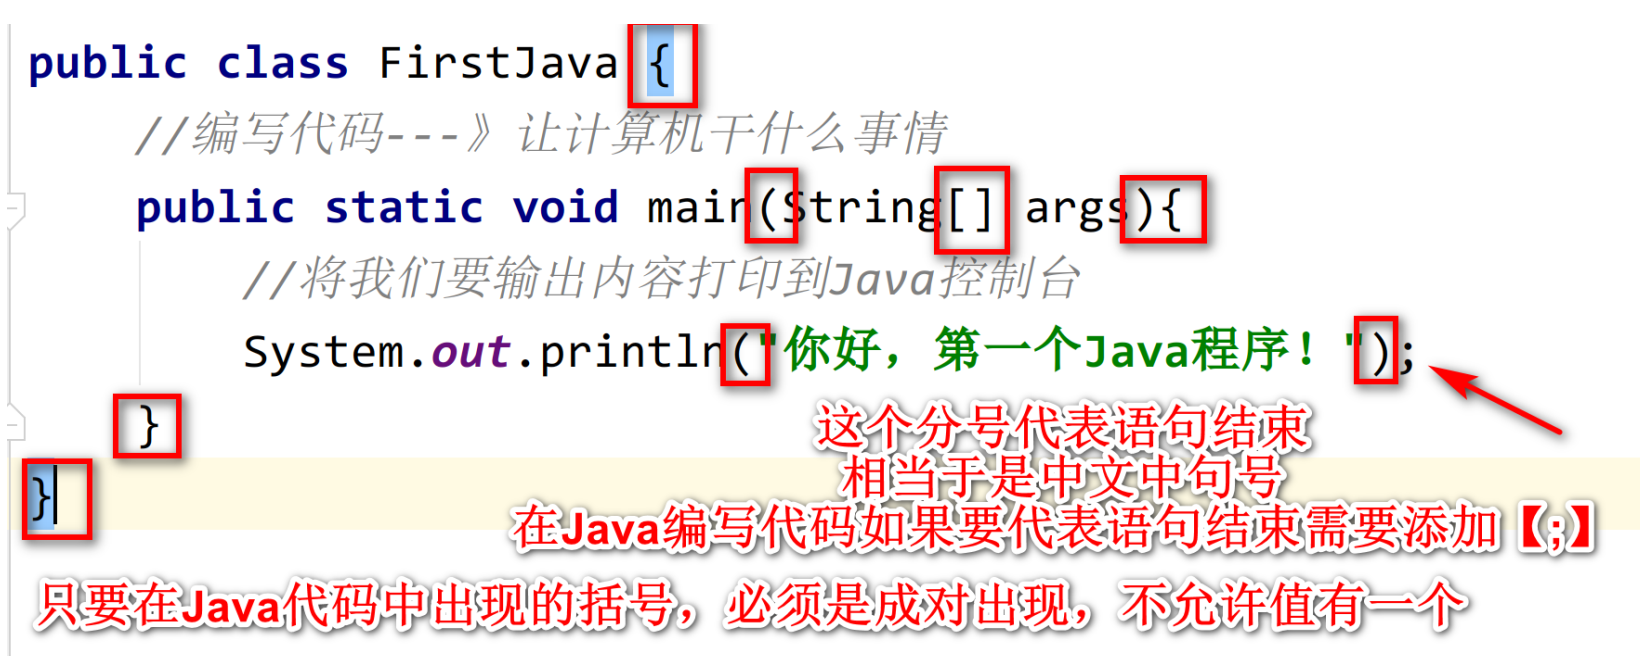 public class FirstJava {
//编写代码---》让计算机干什么事情
public static void main(String[] args){
//将我们要输出内容打印到Java控制台
System.out.println("你好，第一个Java程序！");
}
这个分号代表语句结束
相当于是中文中句号
}
在Java编写代码如果要代表语句结束需要添加【;】
只要在Java代码中出现的括号，必须是成对出现，不允许值有一个